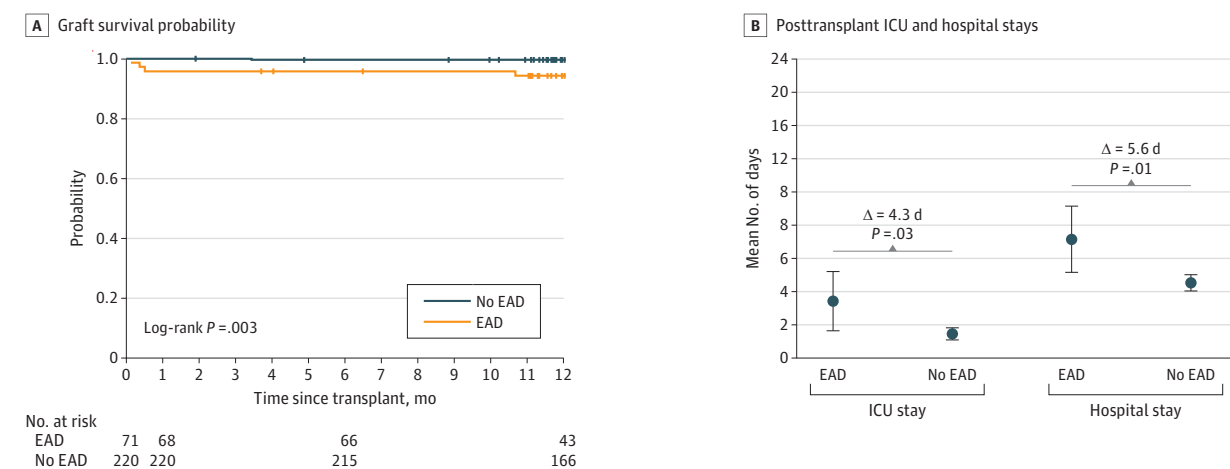 A Graft survival probability
1.0
0.8
0.6
0.4
0.2
0
Probability
No EAD
EAD
Log-rank P =.003
0 1 2 3 4 5 6 7 8 9 10 11 12
Time since transplant, mo
No. at risk
EAD 71 68 66 43
No EAD 220 220 215 166
B Posttransplant ICU and hospital stays
24
20
16
12
8
8
6
4
2
0
Mean No. of days
Δ = 4.3 d
P =.03
Δ = 5.6 d
P =.01
EAD No EAD EAD No EAD
ICU stay Hospital stay